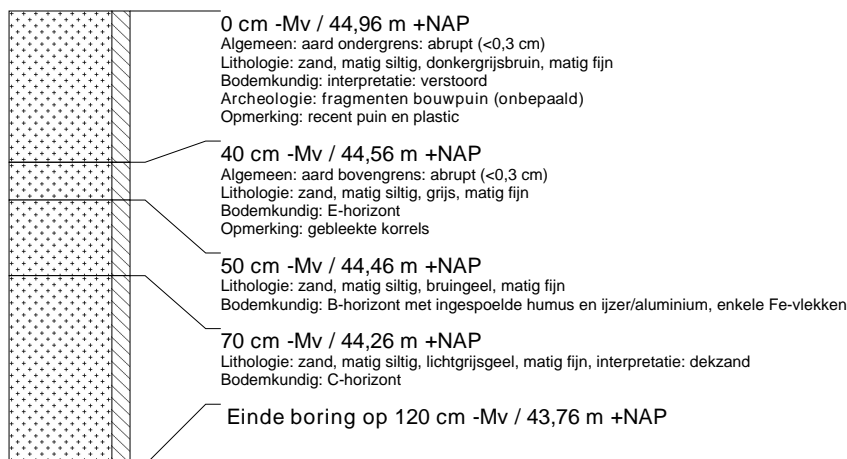 0 cm -Mv / 44,96 m +NAP
Algemeen: aard ondergrens: abrupt (<0,3 cm)
Lithologie: zand, matig siltig, donkergrijsbruin, matig fijn
Bodemkundig: interpretatie: verstoord
Archeologie: fragmenten bouwpuin (onbepaald)
Opmerking: recent puin en plastic
40 cm -Mv / 44,56 m +NAP
Algemeen: aard bovengrens: abrupt (<0,3 cm)
Lithologie: zand, matig siltig, grijs, matig fijn
Bodemkundig: E-horizont
Opmerking: gebleekte korrels
50 cm -Mv / 44,46 m +NAP
Lithologie: zand, matig siltig, bruingeel, matig fijn
Bodemkundig: B-horizont met ingespoelde humus en ijzer/aluminium, enkele Fe-vlekken
70 cm -Mv / 44,26 m +NAP
Lithologie: zand, matig siltig, lichtgrijsgeel, matig fijn, interpretatie: dekzand
Bodemkundig: C-horizont
Einde boring op 120 cm -Mv / 43,76 m +NAP